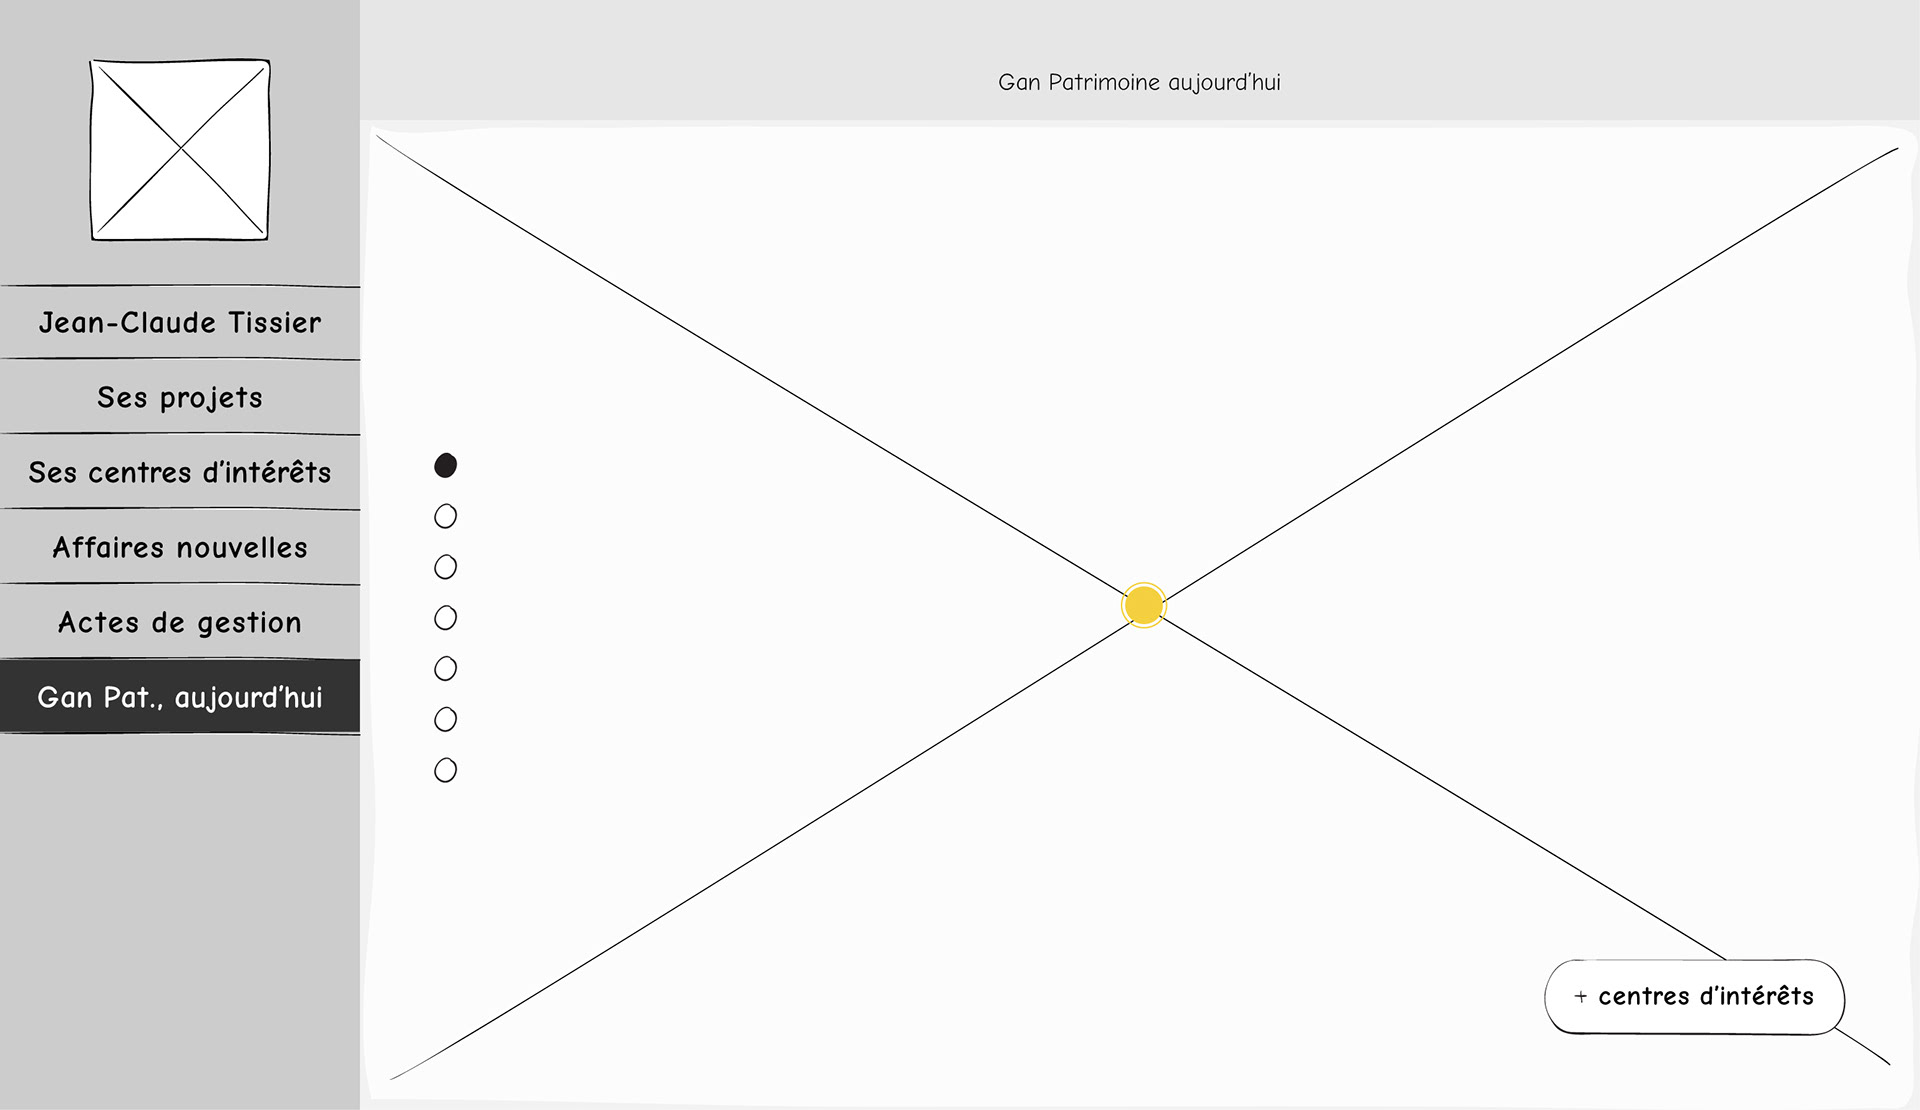 Gan Patrimoine aujourd'hui
Jean-Claude Tissier
Ses projets
Ses centres d'intérêts
Affaires nouvelles
Actes de gestion
Gan Pat., aujourd'hui
+ centres d'intérêts